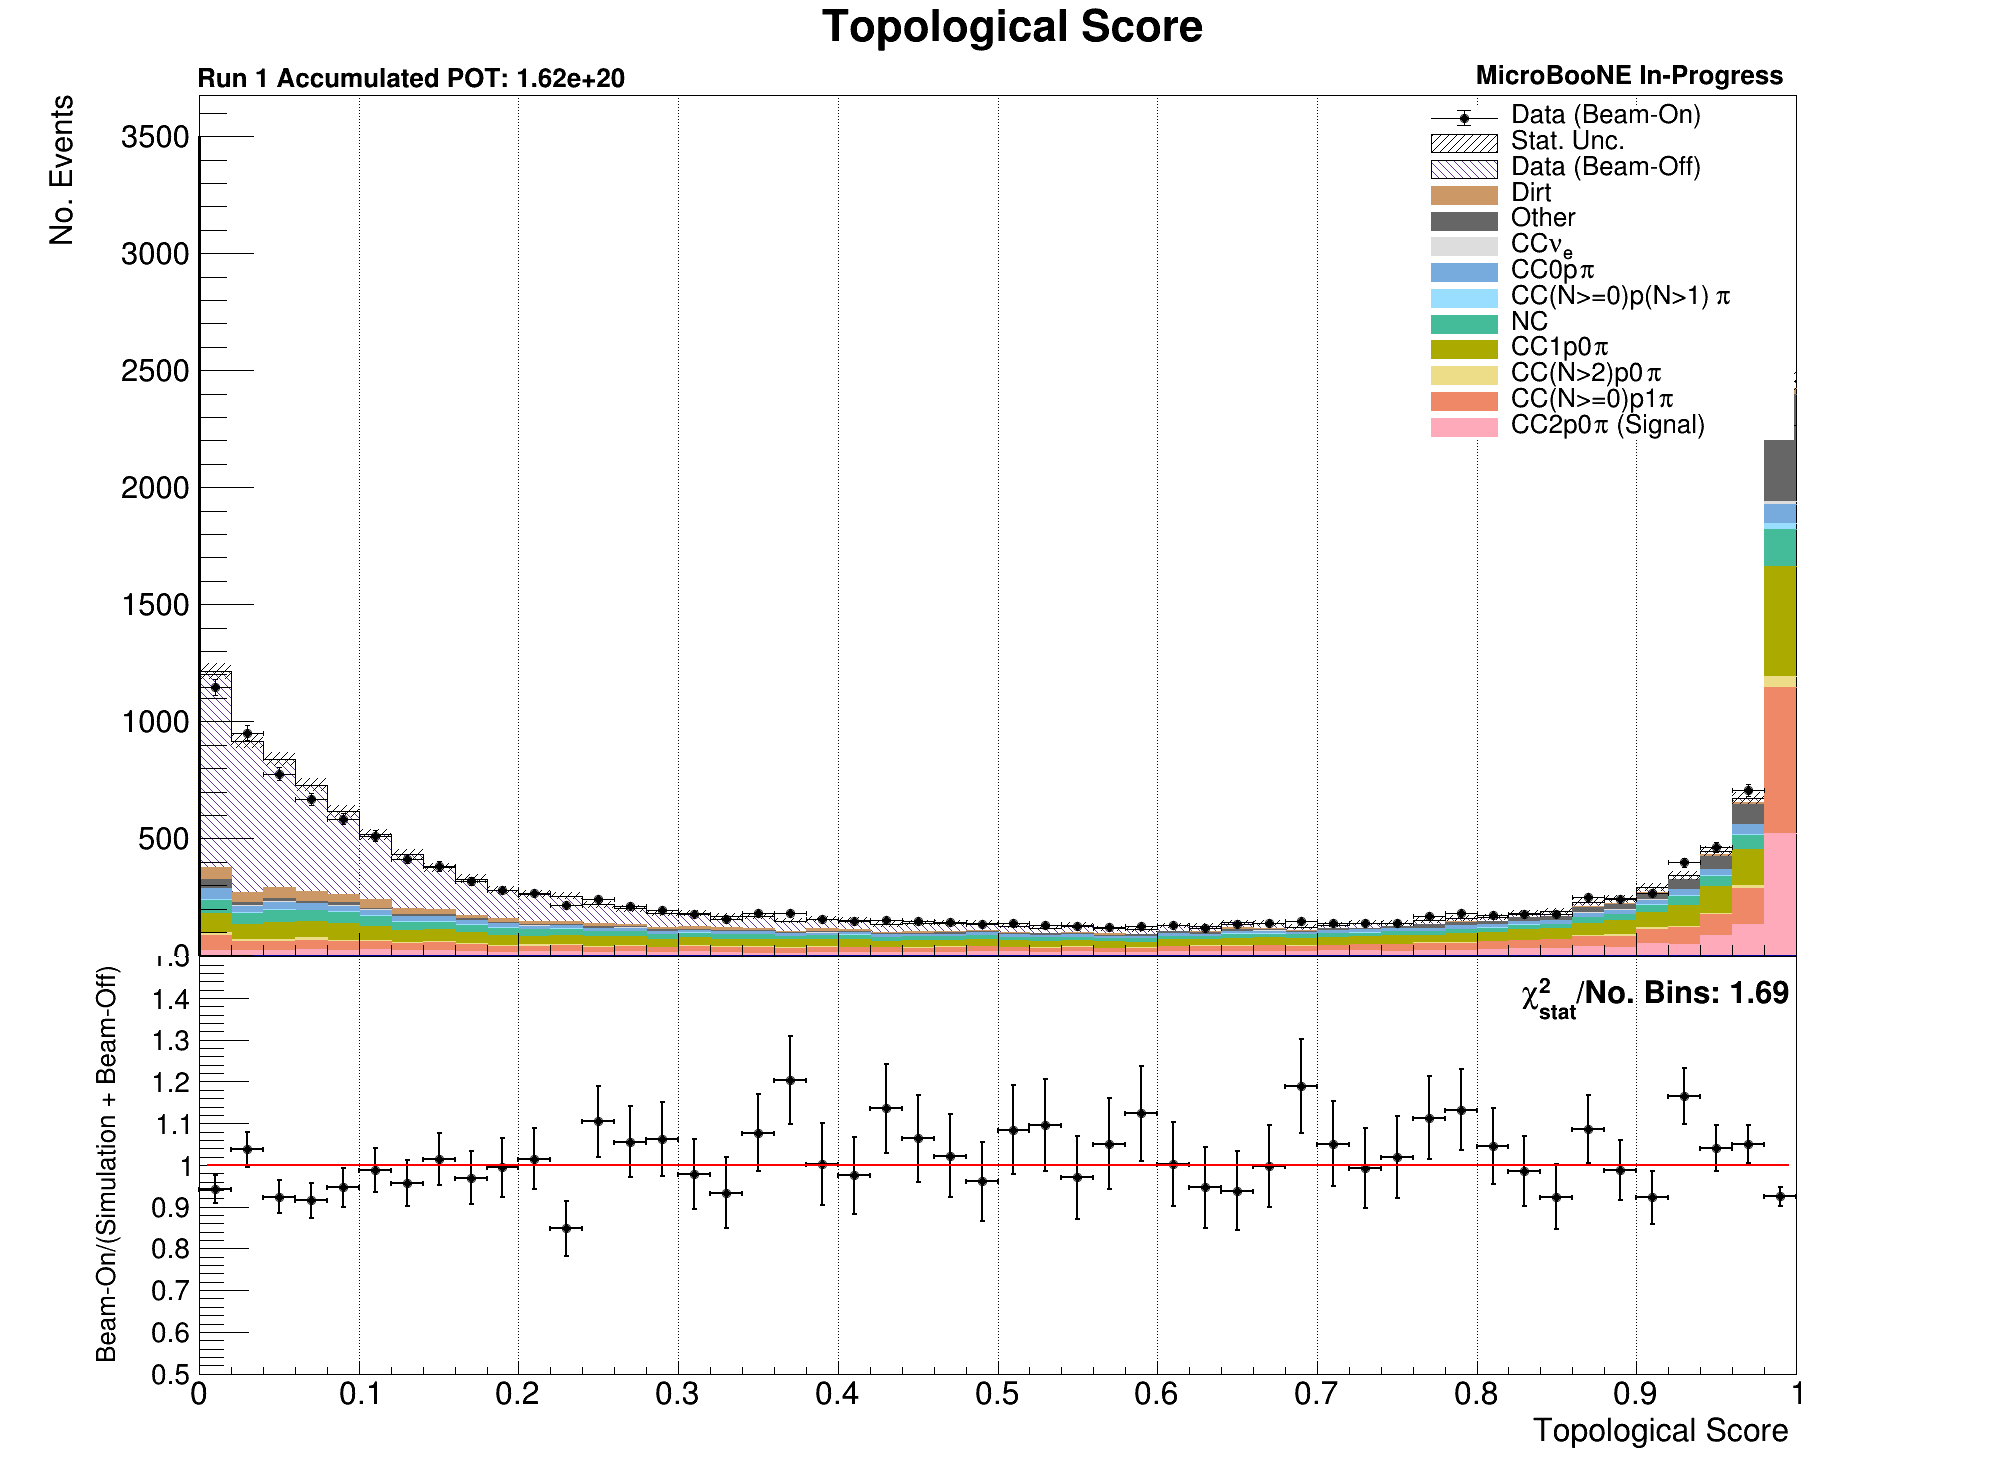 Topological Score
Run 1 Accumulated POT: 1.62e+20
MicroBooNE In-Progress
No. Events
3500
3000
2500
2000
1500
1000
500
0
Data (Beam-On)
Stat. Unc.
Data (Beam-Off)
Dirt
Other
CCνe
CC0pπ
CC(N>=0)p(N>1) π
NC
CC1p0π
CC(N>2)p0π
CC(N>=0)p1π
CC2p0π (Signal)
Beam-On/(Simulation + Beam-Off)
1.4
1.3
1.2
1.1
1
0.9
0.8
0.7
0.6
0.5
χ²stat/No. Bins: 1.69
0 0.1 0.2 0.3 0.4 0.5 0.6 0.7 0.8 0.9 1
Topological Score